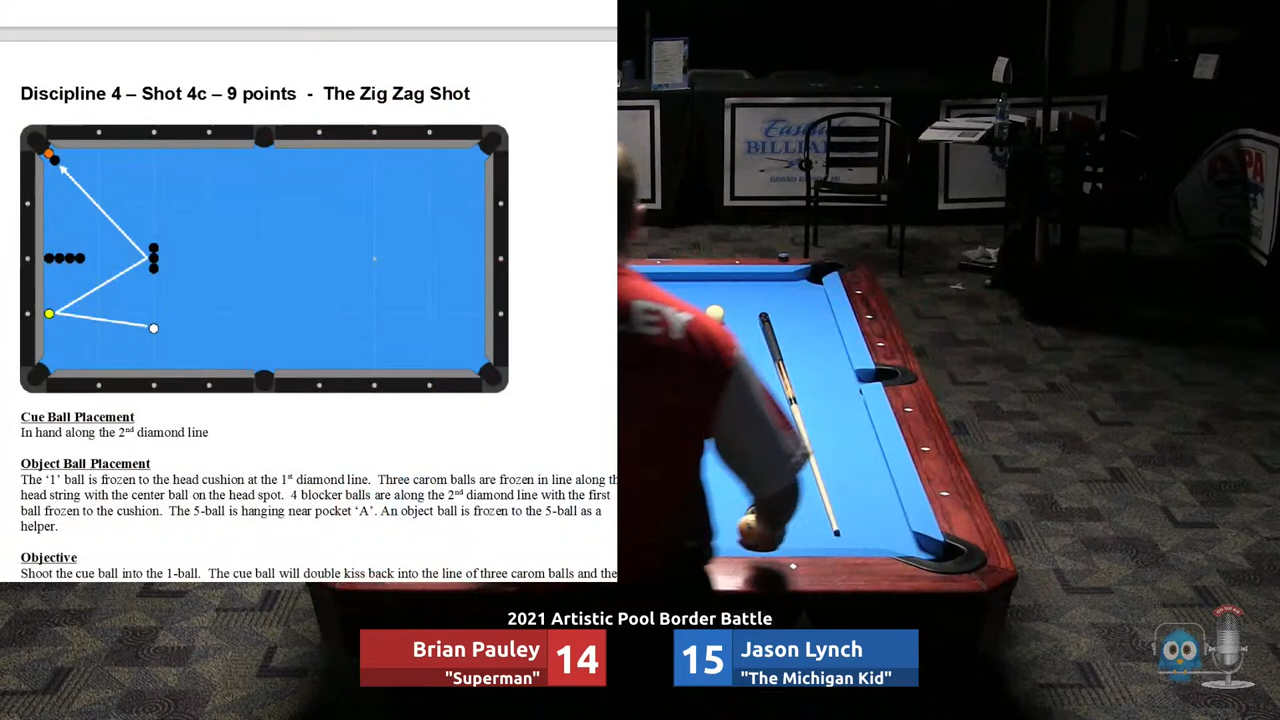 Discipline 4 – Shot 4c – 9 points  -  The Zig Zag Shot
Cue Ball Placement
In hand along the 2nd diamond line
Object Ball Placement
The ‘1’ ball is frozen to the head cushion at the 1st diamond line.  Three carom balls are frozen in line along th
head string with the center ball on the head spot.  4 blocker balls are along the 2nd diamond line with the first
ball frozen to the cushion.  The 5-ball is hanging near pocket ‘A’. An object ball is frozen to the 5-ball as a
helper.
Objective
Shoot the cue ball into the 1-ball.  The cue ball will double kiss back into the line of three carom balls and the
BILLIARDS
EY
APA
2021 Artistic Pool Border Battle
Brian Pauley 14
"Superman"
15 Jason Lynch
"The Michigan Kid"